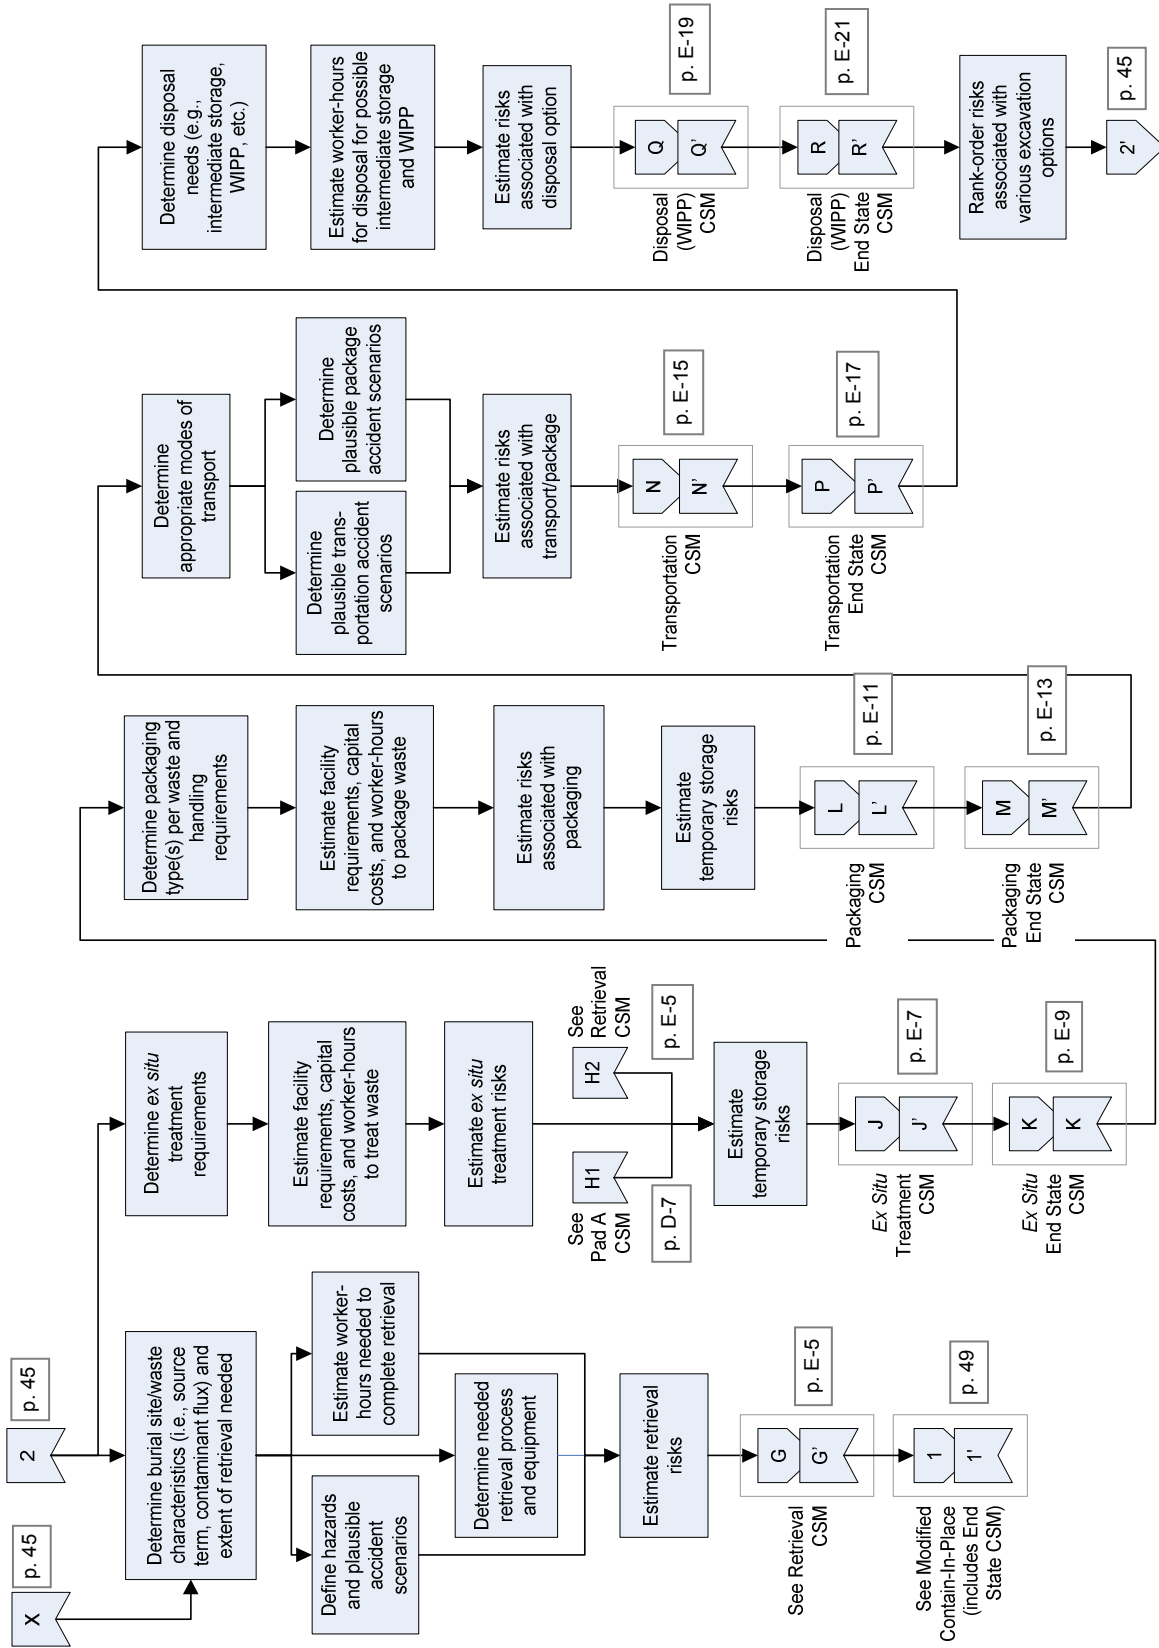 X
p. 45
2
p. 45
Determine burial site/waste
characteristics (i.e., source
term, contaminant flux) and
extent of retrieval needed
Define hazards
and plausible
accident
scenarios
Estimate worker-
hours needed to
complete retrieval
Determine needed
retrieval process
and equipment
Estimate retrieval
risks
See Retrieval
CSM
G
G'
p. E-5
See Modified
Contain-In-Place
(includes End
State CSM)
1
1'
p. 49
Determine ex situ
treatment
requirements
Estimate facility
requirements, capital
costs, and worker-hours
to treat waste
Estimate ex situ
treatment risks
See
Pad A
CSM
H1
p. D-7
H2
See
Retrieval
CSM
p. E-5
Estimate
temporary storage
risks
Ex Situ
Treatment
CSM
J
J'
p. E-7
Ex Situ
End State
CSM
K
K
p. E-9
Determine packaging
type(s) per waste and
handling
requirements
Estimate facility
requirements, capital
costs, and worker-hours
to package waste
Estimate risks
associated with
packaging
Estimate
temporary storage
risks
Packaging
CSM
L
L'
p. E-11
Packaging
End State
CSM
M
M'
p. E-13
Determine
appropriate modes of
transport
Determine
plausible trans-
portation accident
scenarios
Determine
plausible package
accident scenarios
Estimate risks
associated with
transport/package
Transportation
CSM
N
N'
p. E-15
Transportation
End State
CSM
P
P'
p. E-17
Determine disposal
needs (e.g.,
intermediate storage,
WIPP, etc.)
Estimate worker-hours
for disposal for possible
intermediate storage
and WIPP
Estimate risks
associated with
disposal option
Disposal
(WIPP)
CSM
Q
Q'
p. E-19
Disposal
(WIPP)
End State
CSM
R
R'
p. E-21
Rank-order risks
associated with
various excavation
options
2'
p. 45